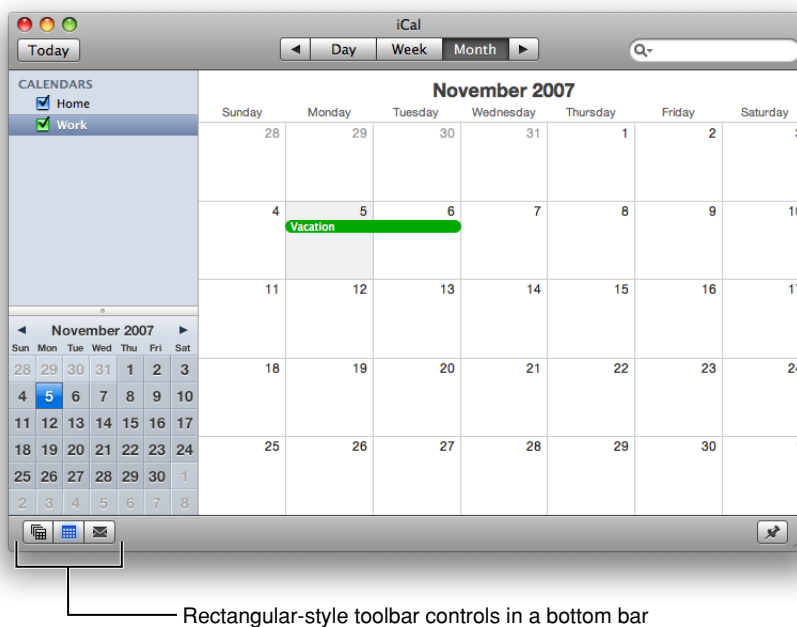 iCal
Today
Day Week Month
CALENDARS
Home
Work
November 2007
Sunday Monday Tuesday Wednesday Thursday Friday Saturday
28 29 30 31 1 2
4 5 6 7 8 9 10
Vacation
11 12 13 14 15 16 17
18 19 20 21 22 23 24
25 26 27 28 29 30
November 2007
Sun Mon Tue Wed Thu Fri Sat
28 29 30 31 1 2 3
4 5 6 7 8 9 10
11 12 13 14 15 16 17
18 19 20 21 22 23 24
25 26 27 28 29 30 1
2 3 4 5 6 7 8
Rectangular-style toolbar controls in a bottom bar